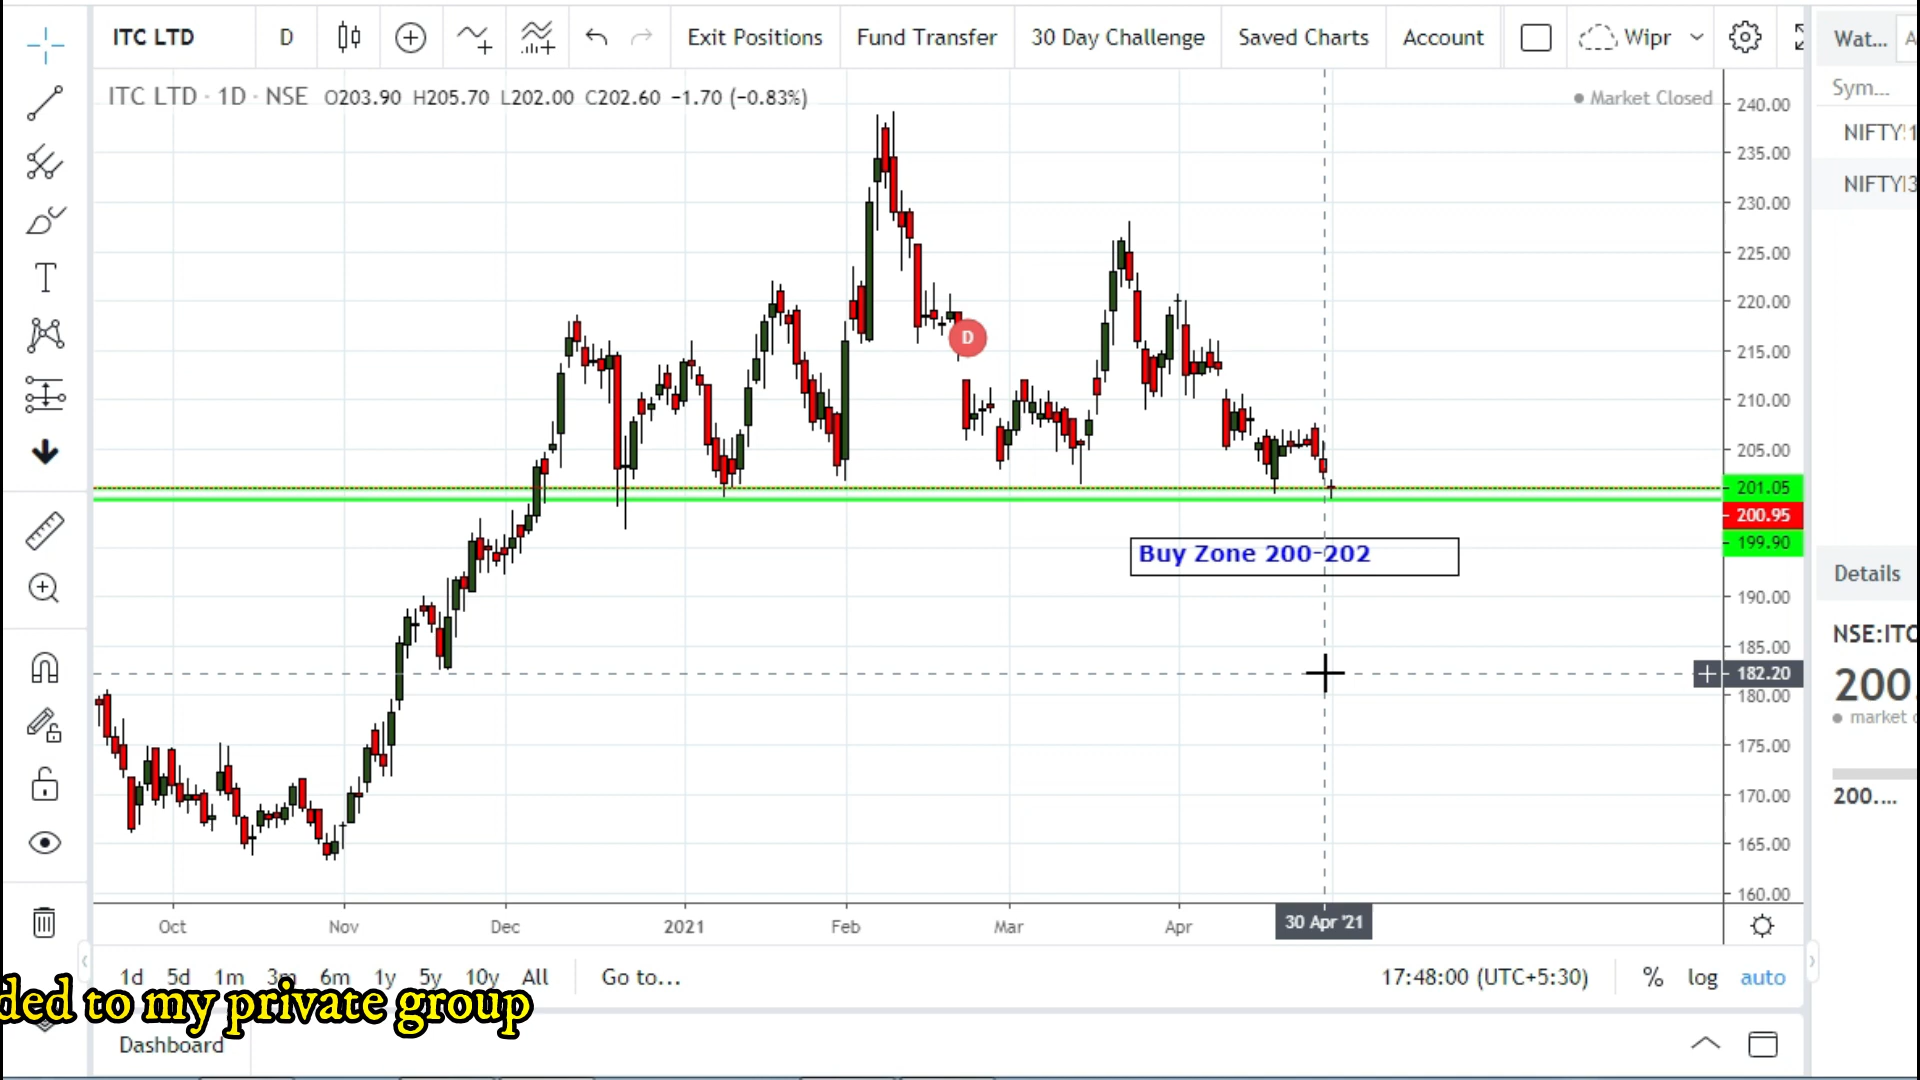 ITC LTD D Exit Positions Fund Transfer 30 Day Challenge Saved Charts Account Wipr Wat... A
ITC LTD · 1D · NSE O203.90 H205.70 L202.00 C202.60 −1.70 (−0.83%)
Market Closed
Sym...
NIFTY
NIFTY
240.00
235.00
230.00
225.00
220.00
215.00
210.00
205.00
201.05
200.95
199.90
190.00
185.00
182.20
180.00
175.00
170.00
165.00
160.00
D
Buy Zone 200-202
T
Details
NSE:ITC
200.
market
200....
Oct Nov Dec 2021 Feb Mar Apr 30 Apr '21
1d 5d 1m 3m 6m 1y 5y 10y All Go to... 17:48:00 (UTC+5:30) % log auto
ded to my private group
Dashboard